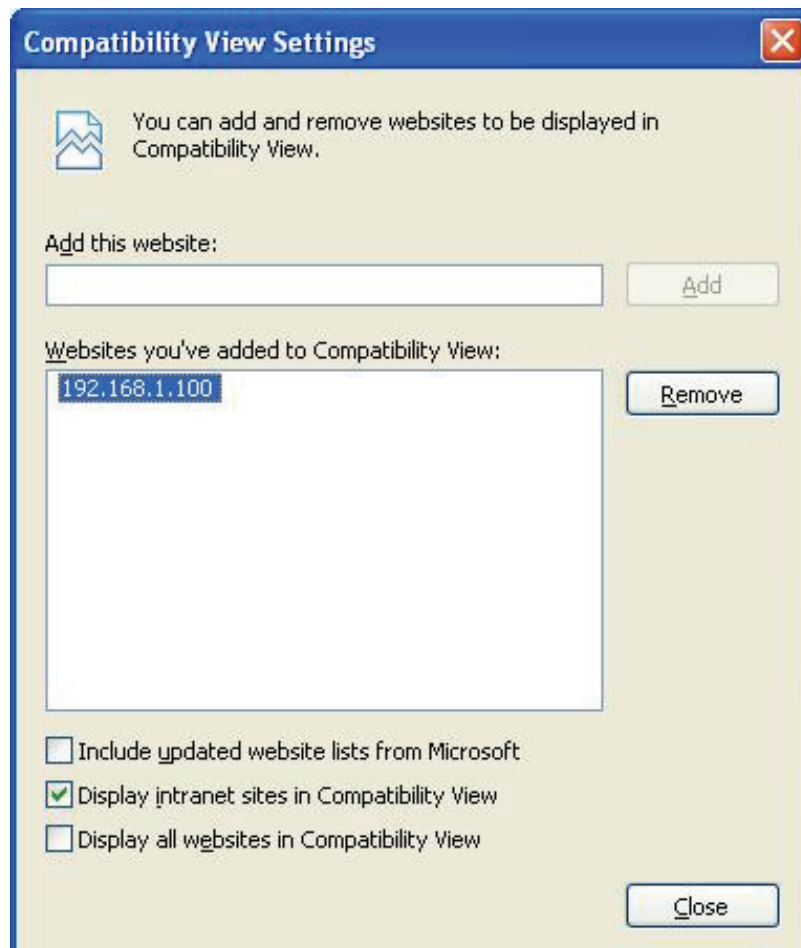 Compatibility View Settings
You can add and remove websites to be displayed in
Compatibility View.
Add this website:
Add
Websites you've added to Compatibility View:
192.168.1.100
Remove
Include updated website lists from Microsoft
Display intranet sites in Compatibility View
Display all websites in Compatibility View
Close